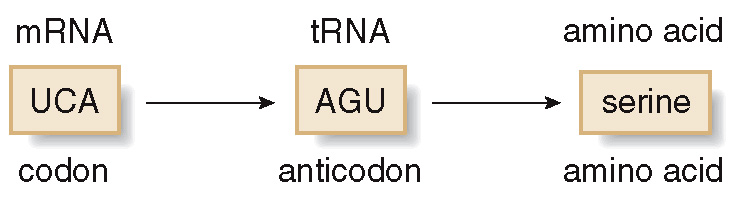 mRNA tRNA amino acid
UCA AGU serine
codon anticodon amino acid